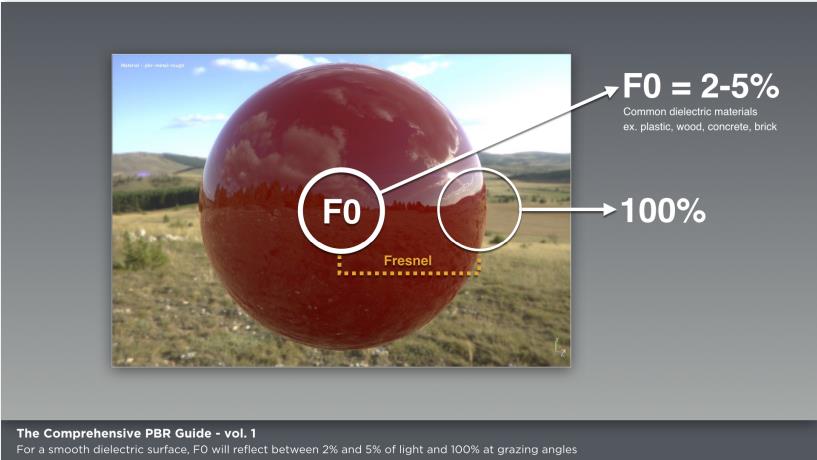 Material - pbr-metal-rough
F0 = 2-5%
Common dielectric materials
ex. plastic, wood, concrete, brick
F0
100%
Fresnel
The Comprehensive PBR Guide - vol. 1
For a smooth dielectric surface, F0 will reflect between 2% and 5% of light and 100% at grazing angles